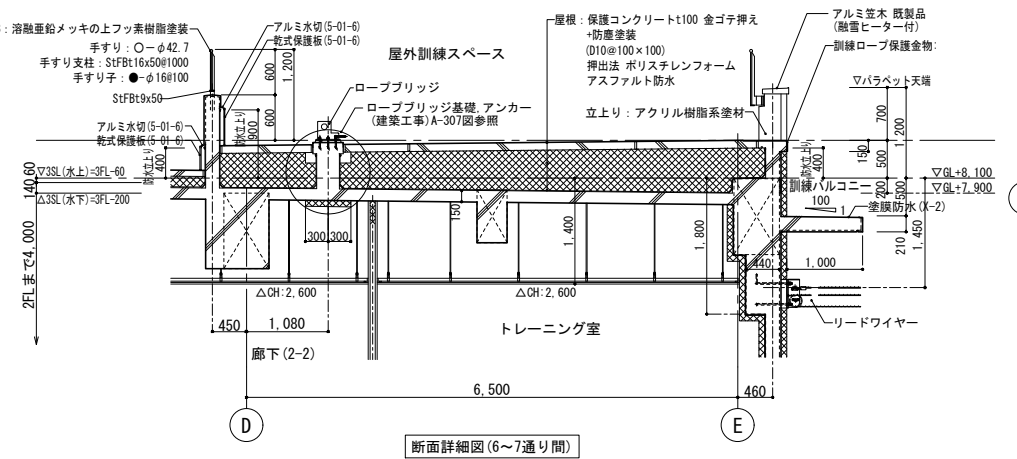 ：溶融亜鉛メッキの上フッ素樹脂塗装
手すり：○－φ42.7
手すり支柱：StFBt16x50@1000
手すり子：●-φ16@100
StFBt9x50
アルミ水切(5-01-6)
乾式保護板(5-01-6)
アルミ水切(5-01-6)
乾式保護板(5-01-6)
防水立上り
400
防水立上り
900
600
600
1,200
屋外訓練スペース
ロープブリッジ
ロープブリッジ基礎,アンカー
(建築工事)A-307図参照
屋根：保護コンクリートt100 金ゴテ押え
+防塵塗装
(D10@100×100)
押出法 ポリスチレンフォーム
アスファルト防水
立上り：アクリル樹脂系塗材
アルミ笠木 既製品
(融雪ヒーター付)
訓練ロープ保護金物:
▽パラペット天端
700
1,200
150
500
防水立上り
400
▽GL+8,100
▽GL+7,900
訓練バルコニー
200
500
100
1
塗膜防水(X-2)
1,450
210
440
1,000
リードワイヤー
60
140
▽3SL(水上)=3FL-60
△3SL(水下)=3FL-200
2FLまで4,000
300
300
150
1,400
1,800
△CH:2,600
△CH:2,600
450
1,080
トレーニング室
廊下(2-2)
6,500
460
D
E
断面詳細図(6～7通り間)